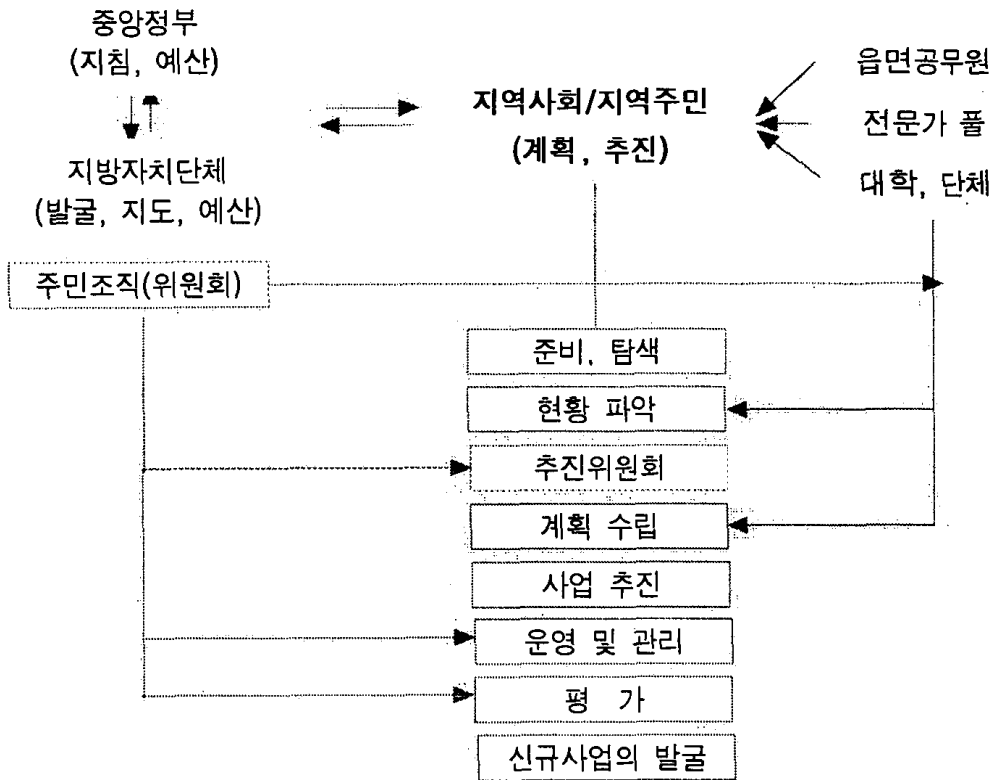 중앙정부
(지침, 예산)
지방자치단체
(발굴, 지도, 예산)
지역사회/지역주민
(계획, 추진)
읍면공무원
전문가 풀
대학, 단체
주민조직(위원회)
준비, 탐색
현황 파악
추진위원회
계획 수립
사업 추진
운영 및 관리
평 가
신규사업의 발굴